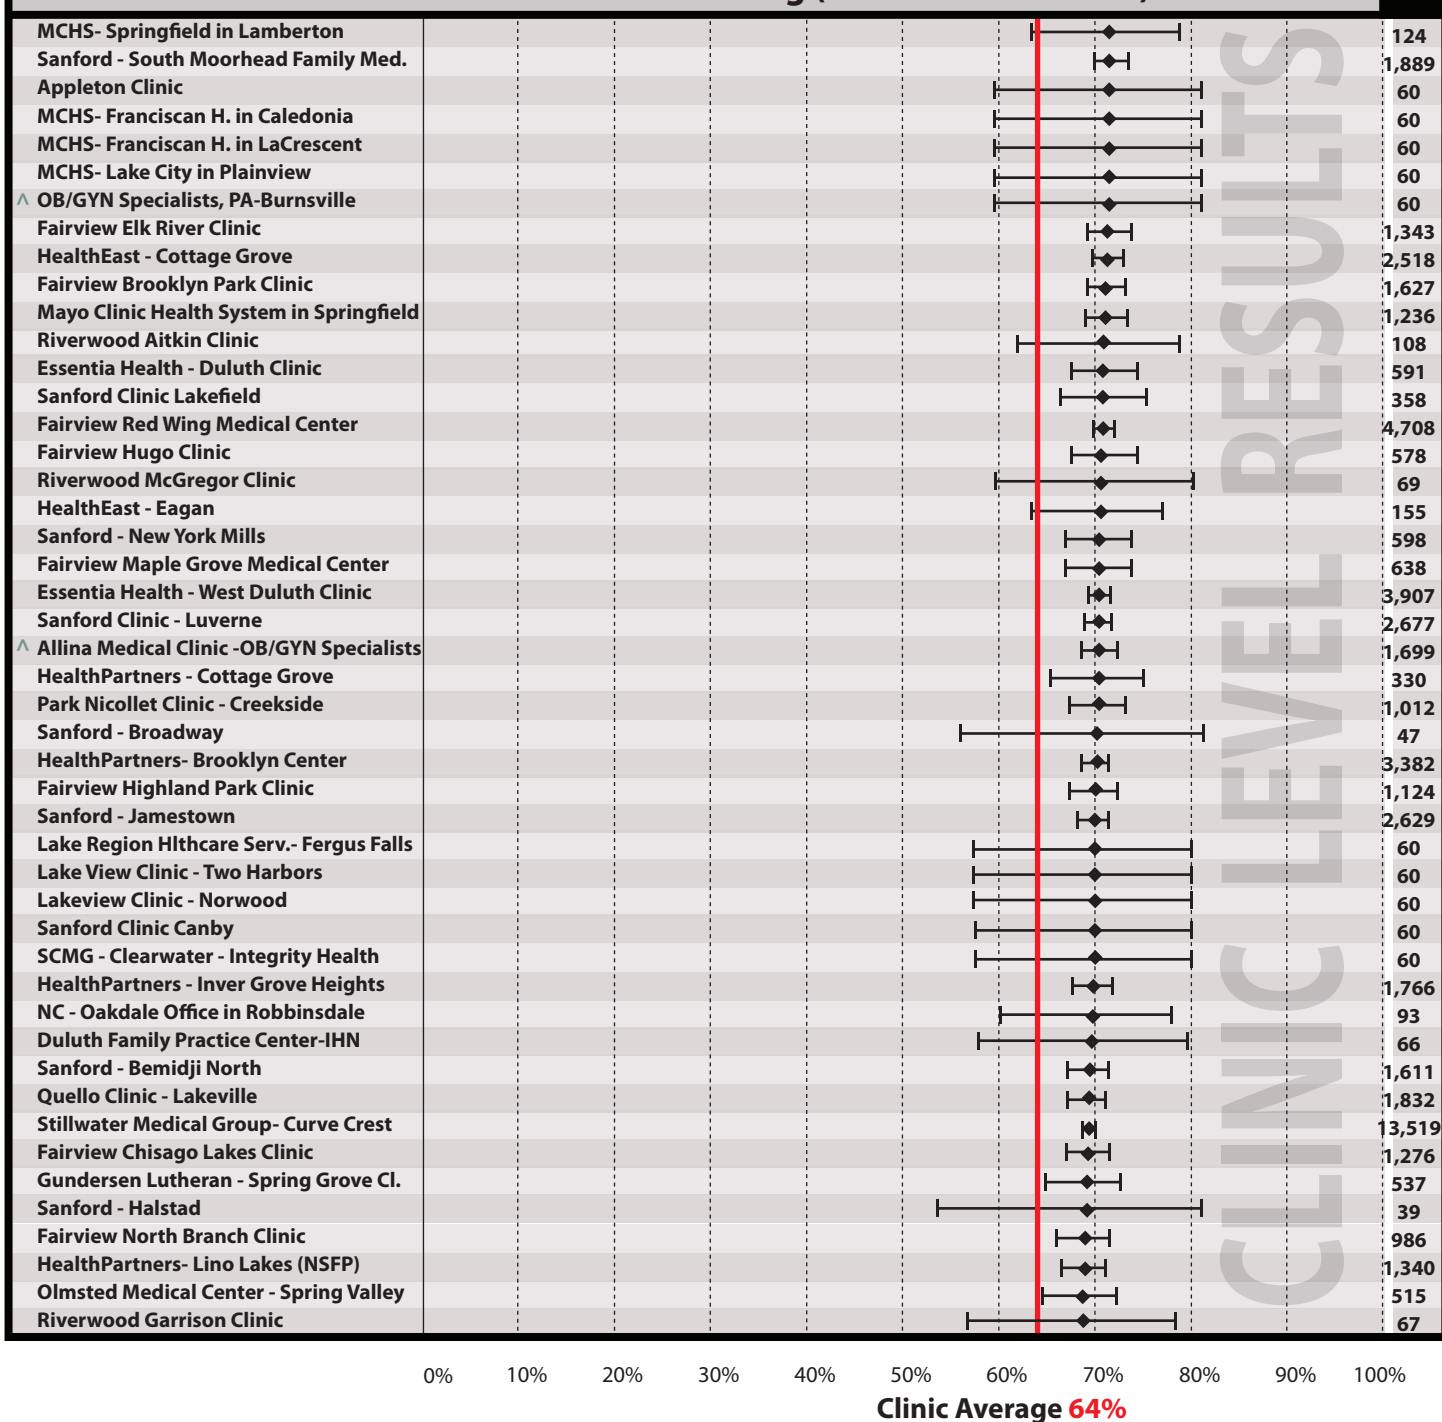 MCHS- Springfield in Lamberton 124
Sanford - South Moorhead Family Med. 1,889
Appleton Clinic 60
MCHS- Franciscan H. in Caledonia 60
MCHS- Franciscan H. in LaCrescent 60
MCHS- Lake City in Plainview 60
^ OB/GYN Specialists, PA-Burnsville 60
Fairview Elk River Clinic 1,343
HealthEast - Cottage Grove 2,518
Fairview Brooklyn Park Clinic 1,627
Mayo Clinic Health System in Springfield 1,236
Riverwood Aitkin Clinic 108
Essentia Health - Duluth Clinic 591
Sanford Clinic Lakefield 358
Fairview Red Wing Medical Center 4,708
Fairview Hugo Clinic 578
Riverwood McGregor Clinic 69
HealthEast - Eagan 155
Sanford - New York Mills 598
Fairview Maple Grove Medical Center 638
Essentia Health - West Duluth Clinic 3,907
Sanford Clinic - Luverne 2,677
^ Allina Medical Clinic -OB/GYN Specialists 1,699
HealthPartners - Cottage Grove 330
Park Nicollet Clinic - Creekside 1,012
Sanford - Broadway 47
HealthPartners- Brooklyn Center 3,382
Fairview Highland Park Clinic 1,124
Sanford - Jamestown 2,629
Lake Region Hlthcare Serv.- Fergus Falls 60
Lake View Clinic - Two Harbors 60
Lakeview Clinic - Norwood 60
Sanford Clinic Canby 60
SCMG - Clearwater - Integrity Health 60
HealthPartners - Inver Grove Heights 1,766
NC - Oakdale Office in Robbinsdale 93
Duluth Family Practice Center-IHN 66
Sanford - Bemidji North 1,611
Quello Clinic - Lakeville 1,832
Stillwater Medical Group- Curve Crest 13,519
Fairview Chisago Lakes Clinic 1,276
Gundersen Lutheran - Spring Grove Cl. 537
Sanford - Halstad 39
Fairview North Branch Clinic 986
HealthPartners- Lino Lakes (NSFP) 1,340
Olmsted Medical Center - Spring Valley 515
Riverwood Garrison Clinic 67
CLINIC LEVEL RESULTS
0% 10% 20% 30% 40% 50% 60% 70% 80% 90% 100%
Clinic Average 64%